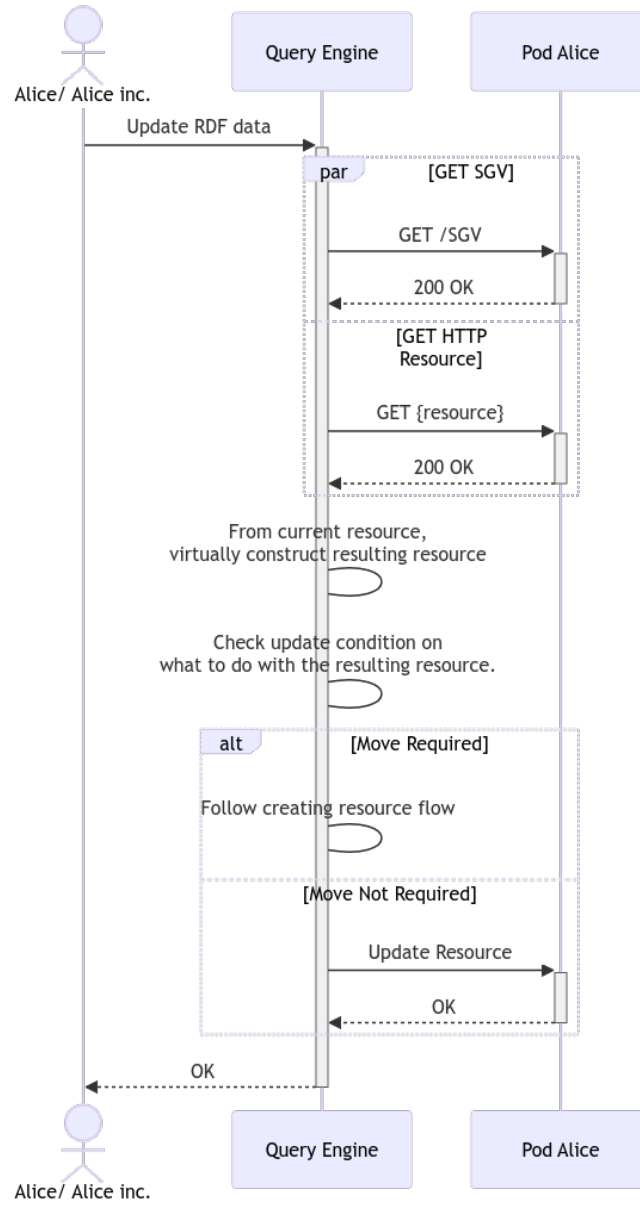 Query Engine
Pod Alice
Alice/ Alice inc.
Update RDF data
par
[GET SGV]
GET /SGV
200 OK
[GET HTTP
Resource]
GET {resource}
200 OK
From current resource,
virtually construct resulting resource
Check update condition on
what to do with the resulting resource.
alt
[Move Required]
Follow creating resource flow
[Move Not Required]
Update Resource
OK
OK
Query Engine
Pod Alice
Alice/ Alice inc.